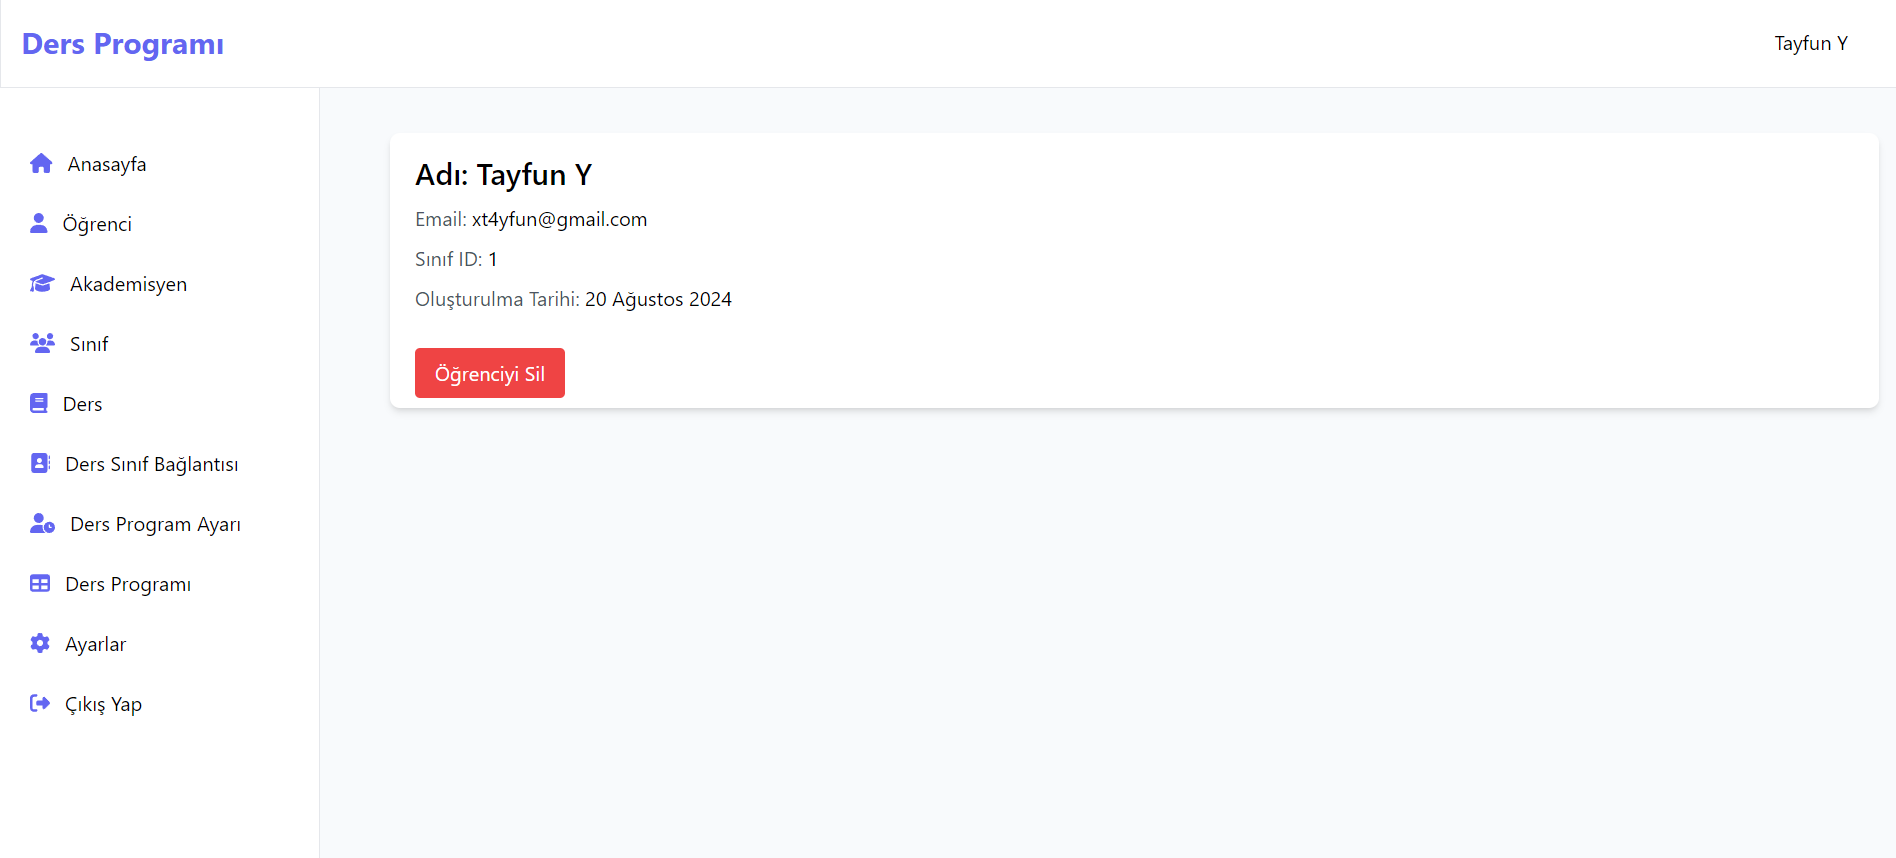 Ders Programı
Tayfun Y
Anasayfa
Öğrenci
Akademisyen
Sınıf
Ders
Ders Sınıf Bağlantısı
Ders Program Ayarı
Ders Programı
Ayarlar
Çıkış Yap
Adı: Tayfun Y
Email: xt4yfun@gmail.com
Sınıf ID: 1
Oluşturulma Tarihi: 20 Ağustos 2024
Öğrenciyi Sil